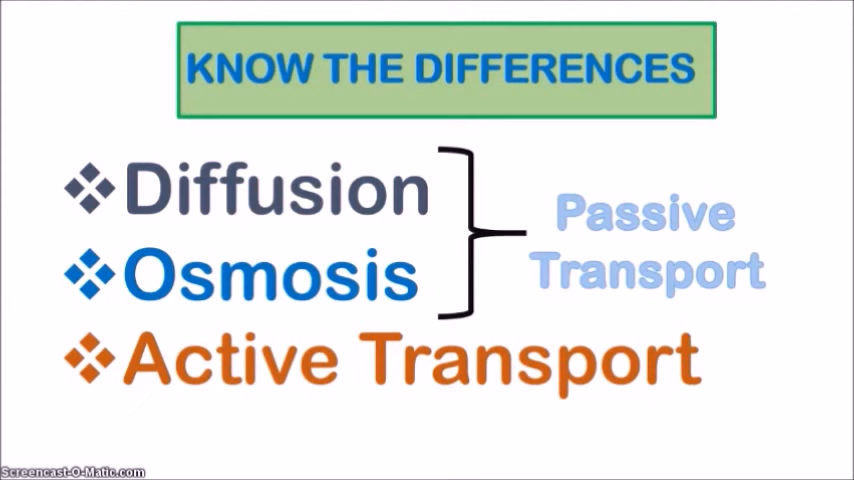 KNOW THE DIFFERENCES
Diffusion
Osmosis
Passive
Transport
Active Transport
Screencast-O-Matic.com